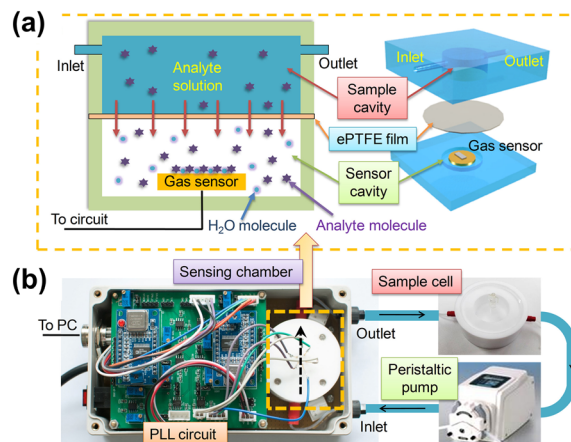 (a)
Inlet
Analyte
solution
Outlet
Sample
cavity
ePTFE film
Gas sensor
Sensor
cavity
To circuit
H₂O molecule
Analyte molecule
Inlet
Outlet
Gas sensor
(b)
Sensing chamber
Sample cell
To PC
Outlet
Peristaltic
pump
PLL circuit
Inlet